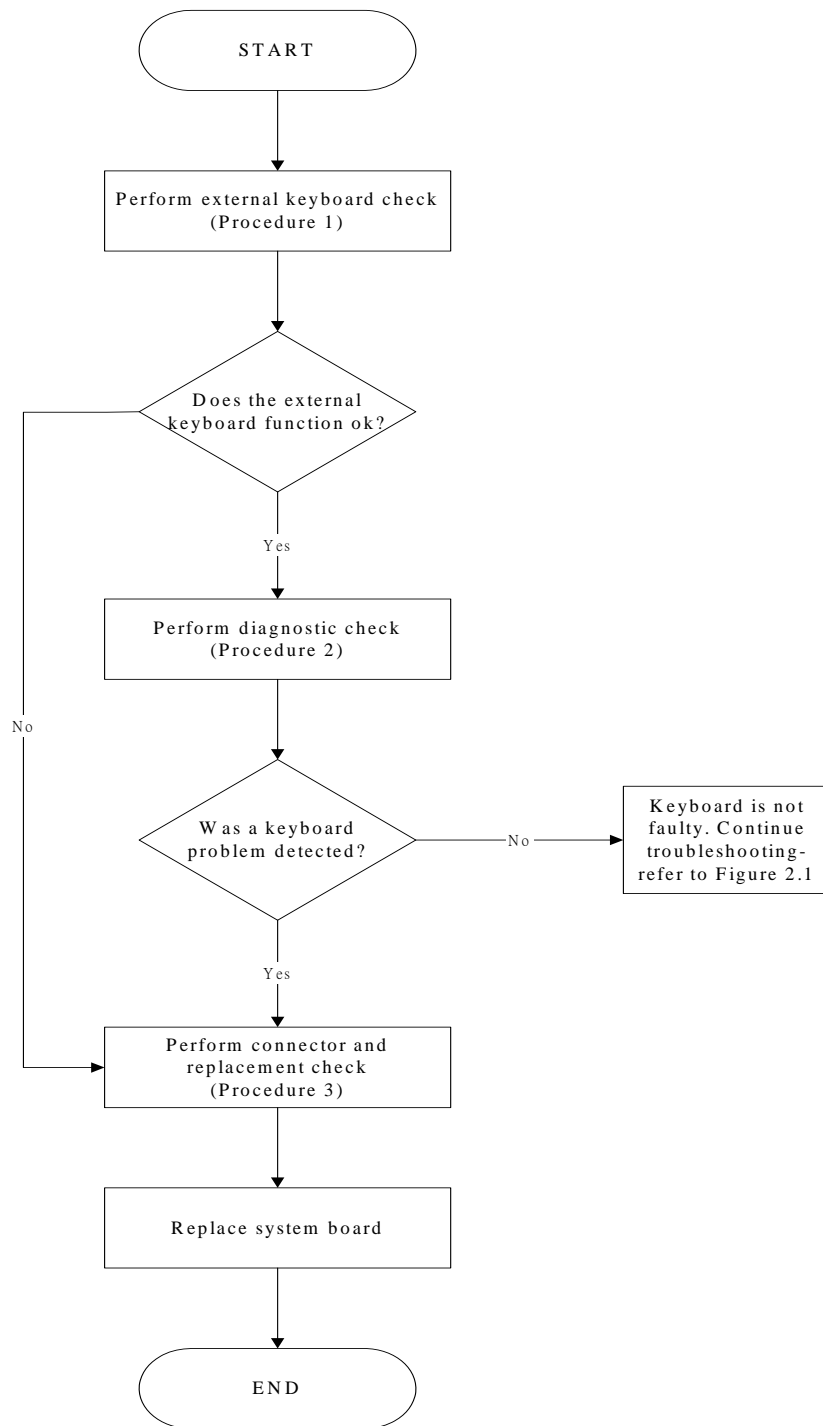 START
Perform external keyboard check
(Procedure 1)
Does the external
keyboard function ok?
Yes
Perform diagnostic check
(Procedure 2)
No
Was a keyboard
problem detected?
No
Keyboard is not
faulty. Continue
troubleshooting-
refer to Figure 2.1
Yes
Perform connector and
replacement check
(Procedure 3)
Replace system board
END